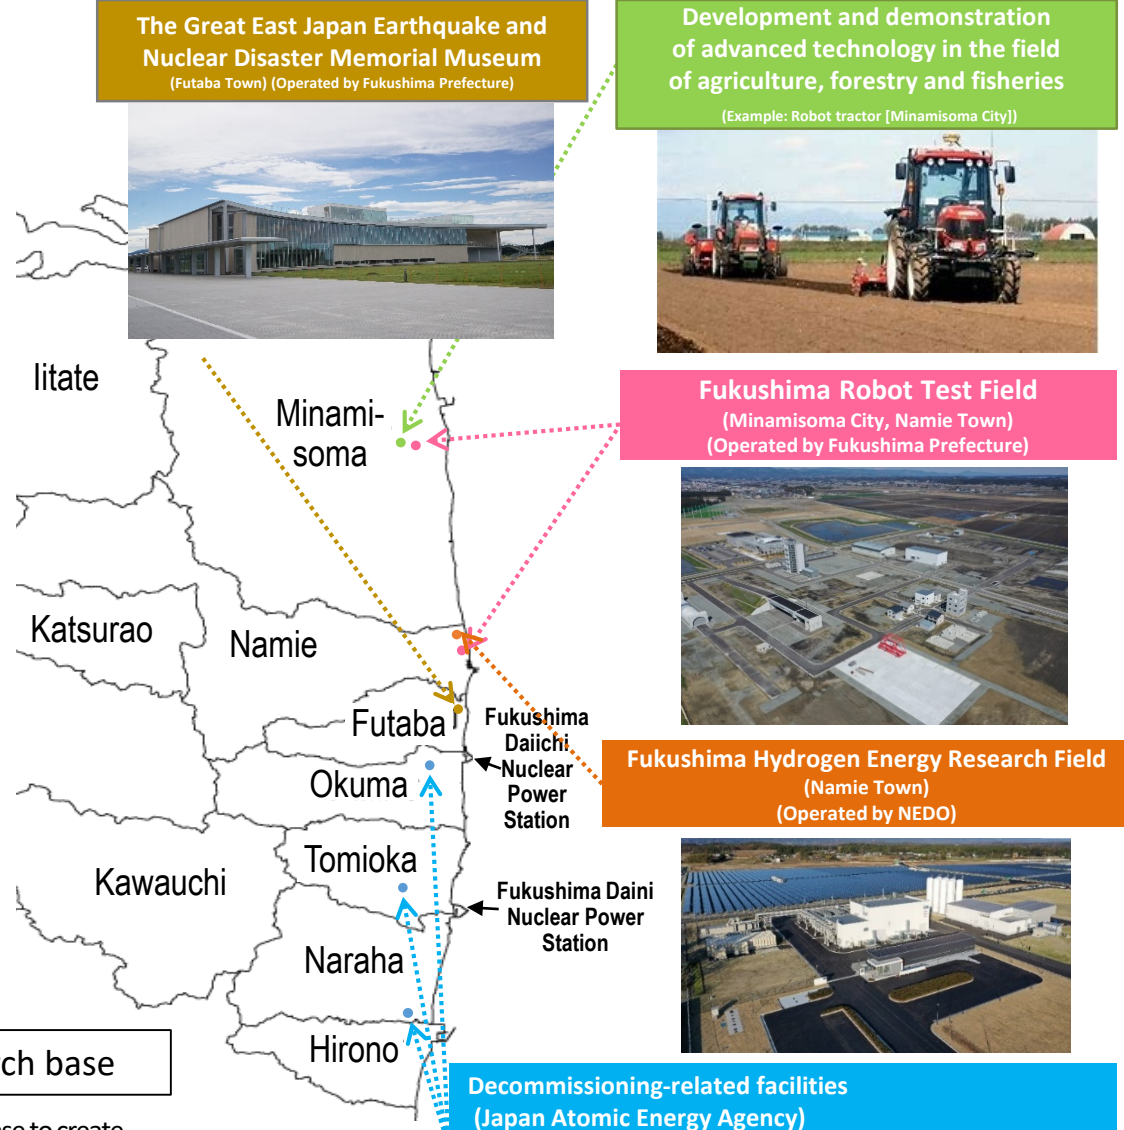 The Great East Japan Earthquake and
Nuclear Disaster Memorial Museum
(Futaba Town) (Operated by Fukushima Prefecture)
Development and demonstration
of advanced technology in the field
of agriculture, forestry and fisheries
(Example: Robot tractor [Minamisoma City])
Iitate
Minami-
soma
Fukushima Robot Test Field
(Minamisoma City, Namie Town)
(Operated by Fukushima Prefecture)
Katsurao
Namie
Futaba
Fukushima
Daiichi
Nuclear
Power
Station
Okuma
Fukushima Hydrogen Energy Research Field
(Namie Town)
(Operated by NEDO)
Tomioka
Kawauchi
Fukushima Daini
Nuclear Power
Station
Naraha
Hirono
base
Decommissioning-related facilities
(Japan Atomic Energy Agency)
to create